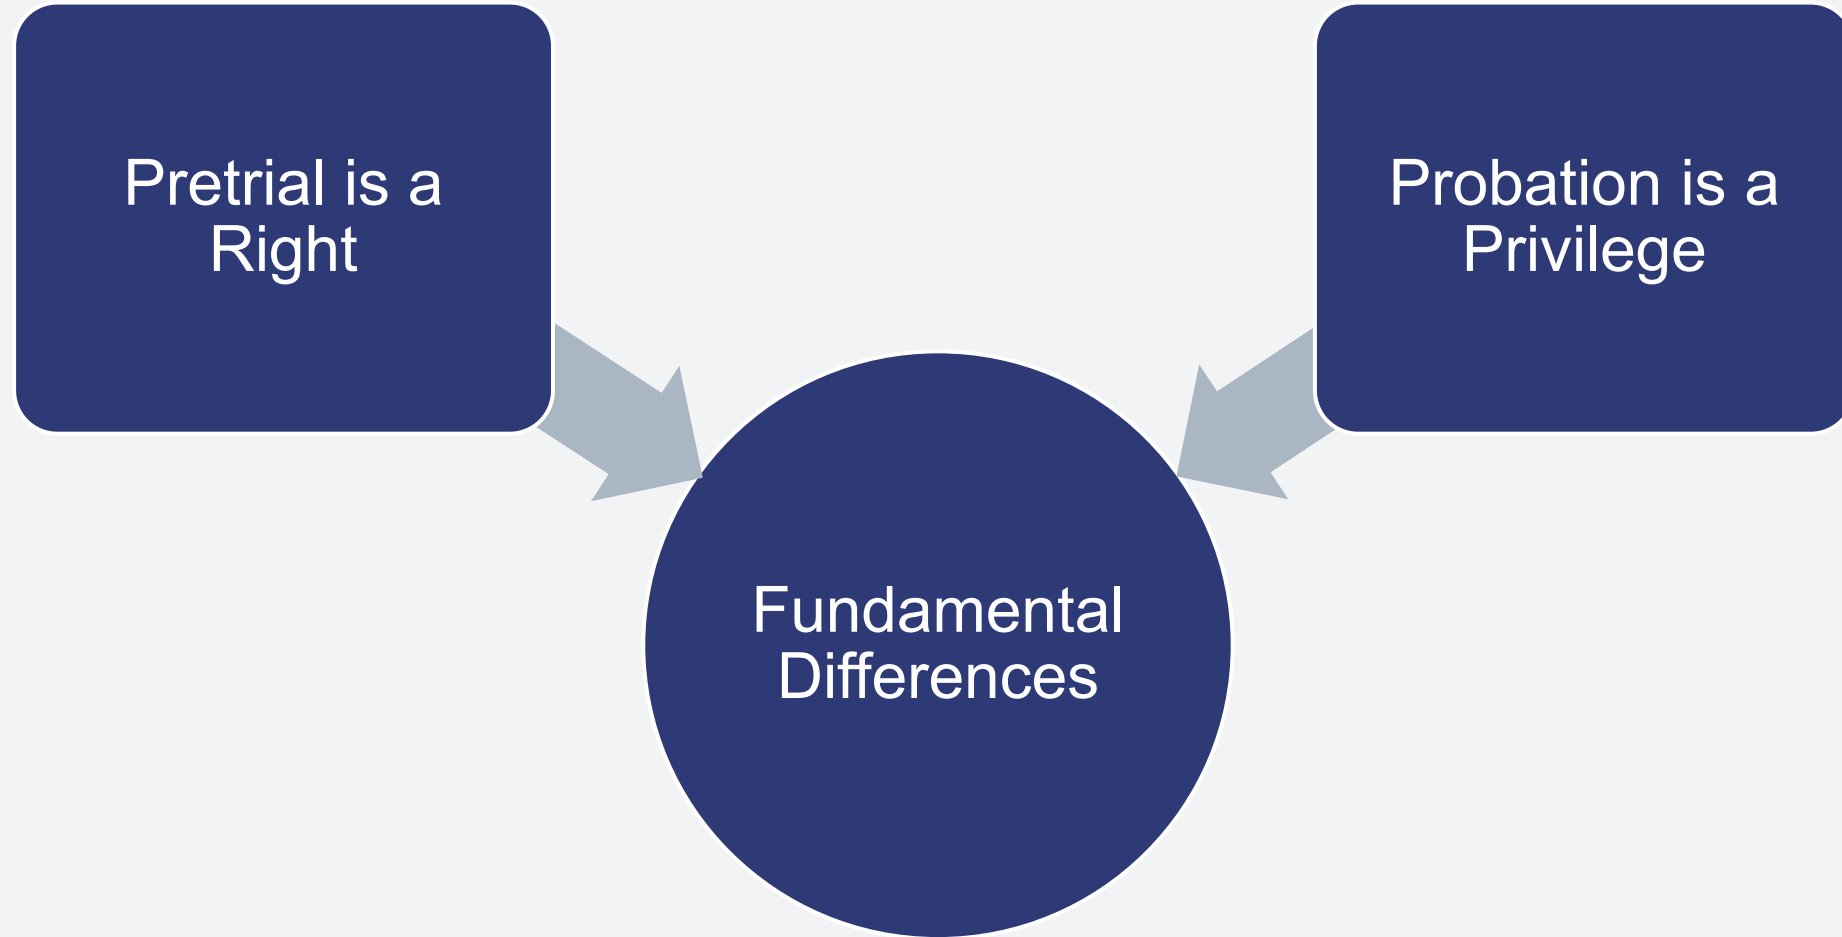 Pretrial is a
Right
Probation is a
Privilege
Fundamental
Differences